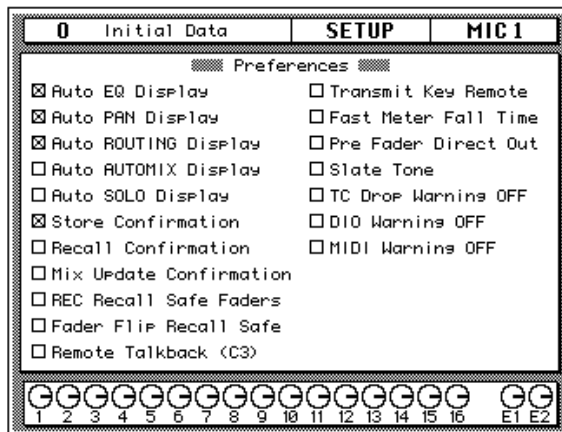 0 Initial Data SETUP MIC 1
Preferences
Auto EQ Display
Auto PAN Display
Auto ROUTING Display
Auto AUTOMIX Display
Auto SOLO Display
Store Confirmation
Recall Confirmation
Mix Update Confirmation
REC Recall Safe Faders
Fader Flip Recall Safe
Remote Talkback (C3)
Transmit Key Remote
Fast Meter Fall Time
Pre Fader Direct Out
Slate Tone
TC Drop Warning OFF
DIO Warning OFF
MIDI Warning OFF
1 2 3 4 5 6 7 8 9 10 11 12 13 14 15 16 E1 E2